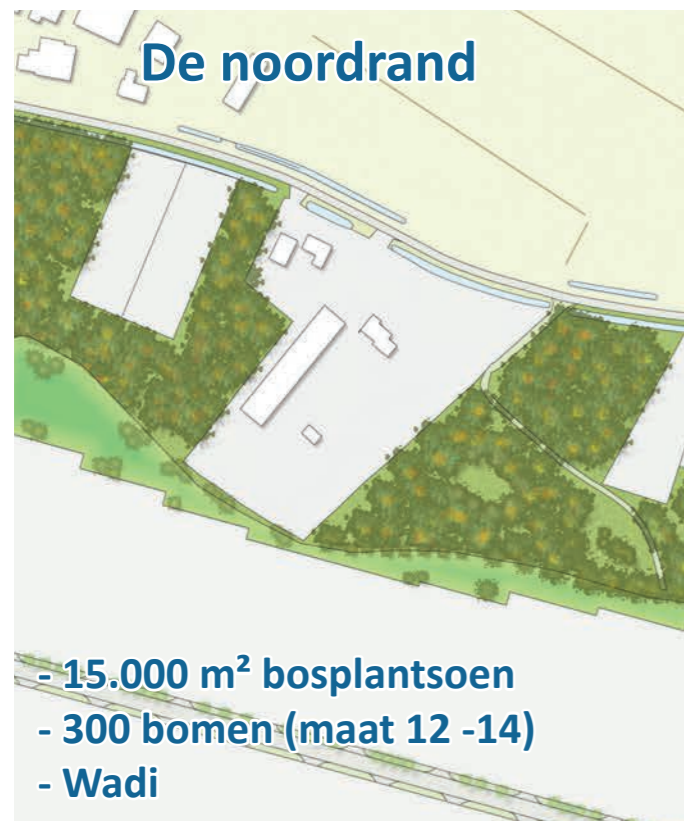 De noordrand
- 15.000 m² bosplantsoen
- 300 bomen (maat 12 -14)
- Wadi